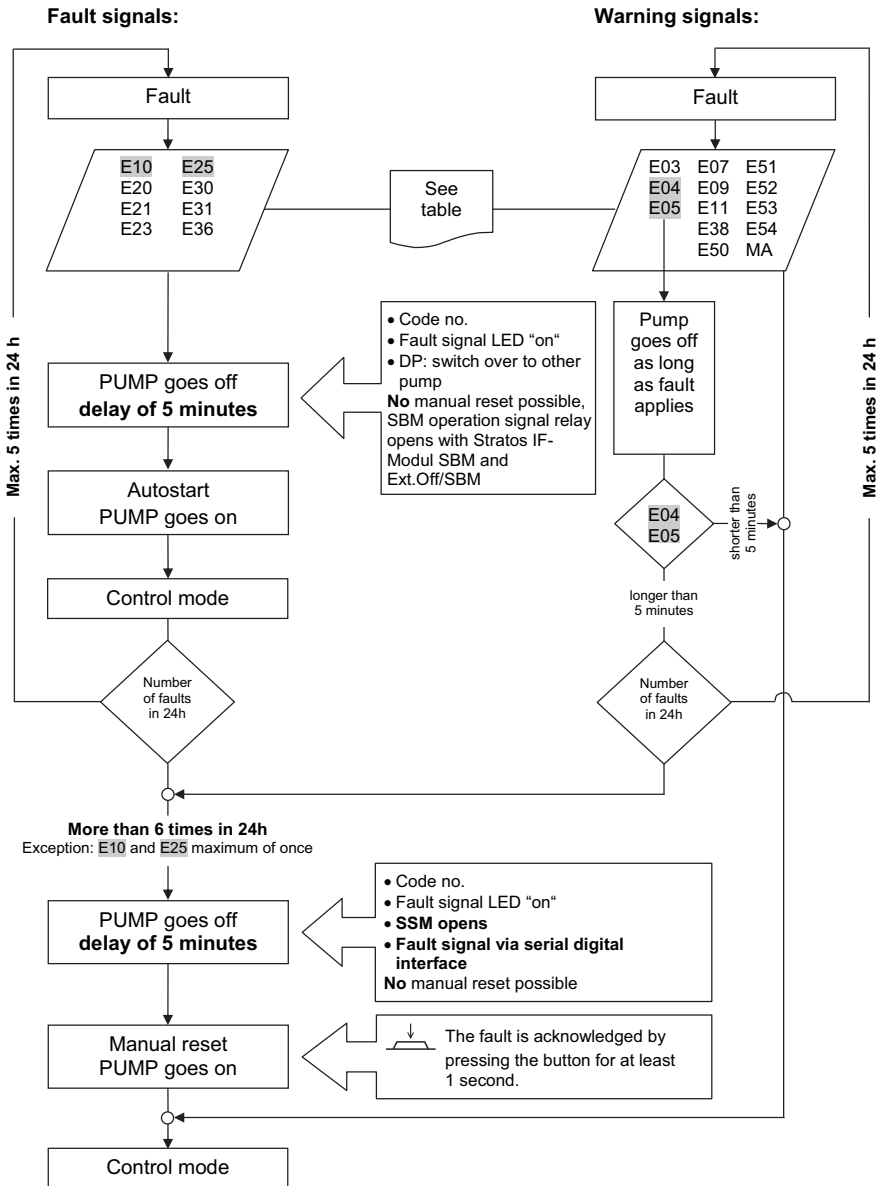 Fault signals:
Warning signals:
Fault
Fault
E10 E25
E20 E30
E21 E31
E23 E36
See
table
E03 E07 E51
E04 E09 E52
E05 E11 E53
E38 E54
E50 MA
Max. 5 times in 24 h
Max. 5 times in 24 h
PUMP goes off
delay of 5 minutes
• Code no.
• Fault signal LED “on“
• DP: switch over to other
pump
No manual reset possible,
SBM operation signal relay
opens with Stratos IF-
Modul SBM and
Ext.Off/SBM
Pump
goes off
as long
as fault
applies
Autostart
PUMP goes on
E04
E05
shorter than
5 minutes
Control mode
longer than
5 minutes
Number
of faults
in 24h
Number
of faults
in 24h
More than 6 times in 24h
Exception: E10 and E25 maximum of once
PUMP goes off
delay of 5 minutes
• Code no.
• Fault signal LED “on“
• SSM opens
• Fault signal via serial digital
interface
No manual reset possible
Manual reset
PUMP goes on
The fault is acknowledged by
pressing the button for at least
1 second.
Control mode